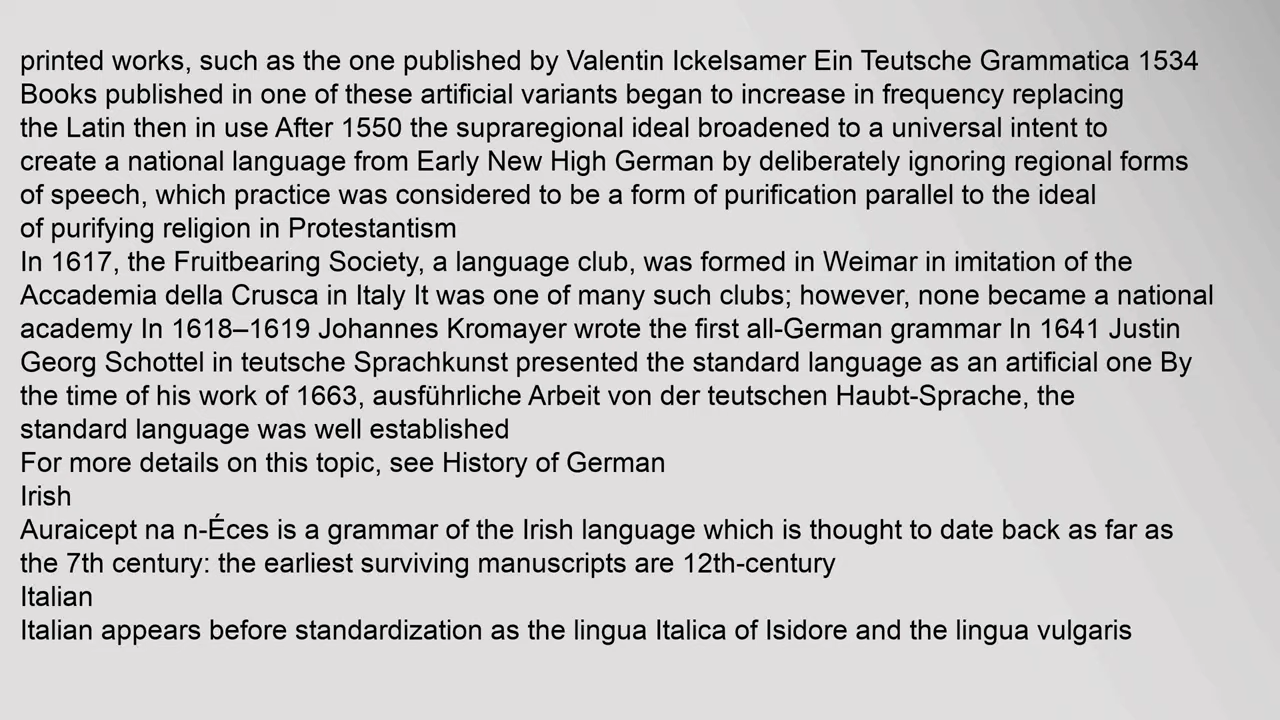 printed works, such as the one published by Valentin Ickelsamer Ein Teutsche Grammatica 1534
Books published in one of these artificial variants began to increase in frequency replacing
the Latin then in use After 1550 the supraregional ideal broadened to a universal intent to
create a national language from Early New High German by deliberately ignoring regional forms
of speech, which practice was considered to be a form of purification parallel to the ideal
of purifying religion in Protestantism
In 1617, the Fruitbearing Society, a language club, was formed in Weimar in imitation of the
Accademia della Crusca in Italy It was one of many such clubs; however, none became a national
academy In 1618–1619 Johannes Kromayer wrote the first all-German grammar In 1641 Justin
Georg Schottel in teutsche Sprachkunst presented the standard language as an artificial one By
the time of his work of 1663, ausführliche Arbeit von der teutschen Haubt-Sprache, the
standard language was well established
For more details on this topic, see History of German
Irish
Auraicept na n-Éces is a grammar of the Irish language which is thought to date back as far as
the 7th century: the earliest surviving manuscripts are 12th-century
Italian
Italian appears before standardization as the lingua Italica of Isidore and the lingua vulgaris